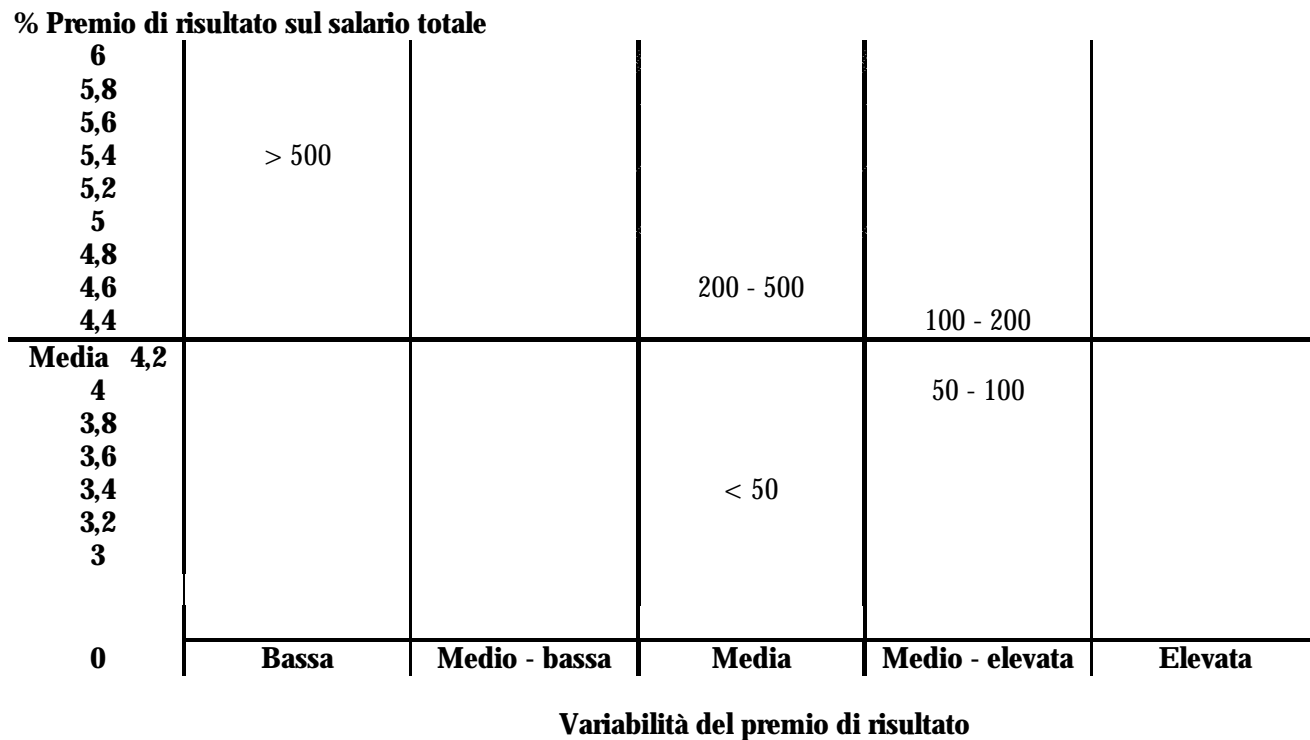 % Premio di risultato sul salario totale
6
5,8
5,6
5,4 > 500
5,2
5
4,8
4,6 200 - 500
4,4 100 - 200
Media 4,2
4 50 - 100
3,8
3,6
3,4 < 50
3,2
3
0 Bassa Medio - bassa Media Medio - elevata Elevata
Variabilità del premio di risultato